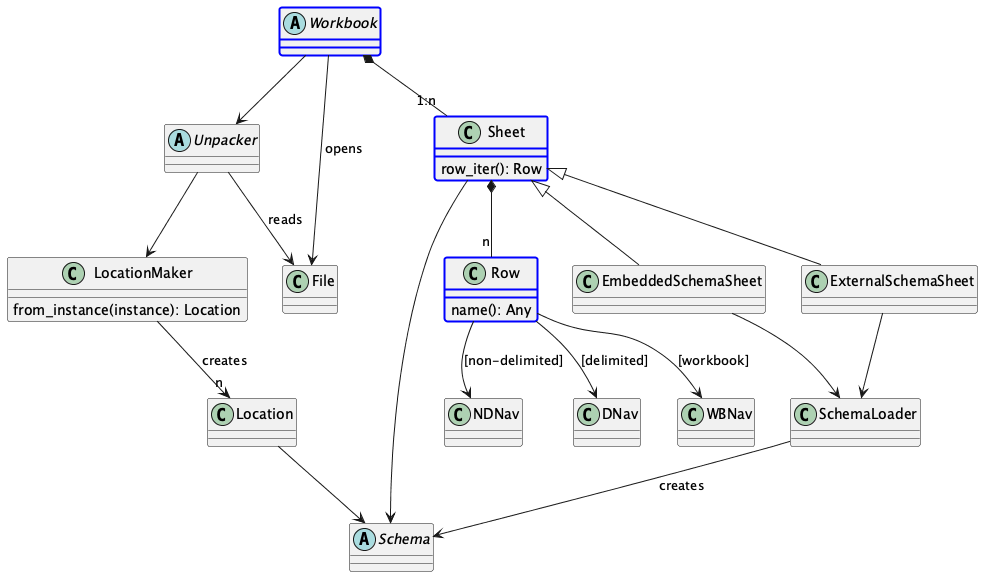 A Workbook
1:n
A Unpacker
opens
C Sheet
row_iter(): Row
reads
n
C LocationMaker
from_instance(instance): Location
C File
C Row
name(): Any
C EmbeddedSchemaSheet
C ExternalSchemaSheet
creates
n
[non-delimited]
[delimited]
[workbook]
C Location
C NDNav
C DNav
C WBNav
C SchemaLoader
creates
A Schema